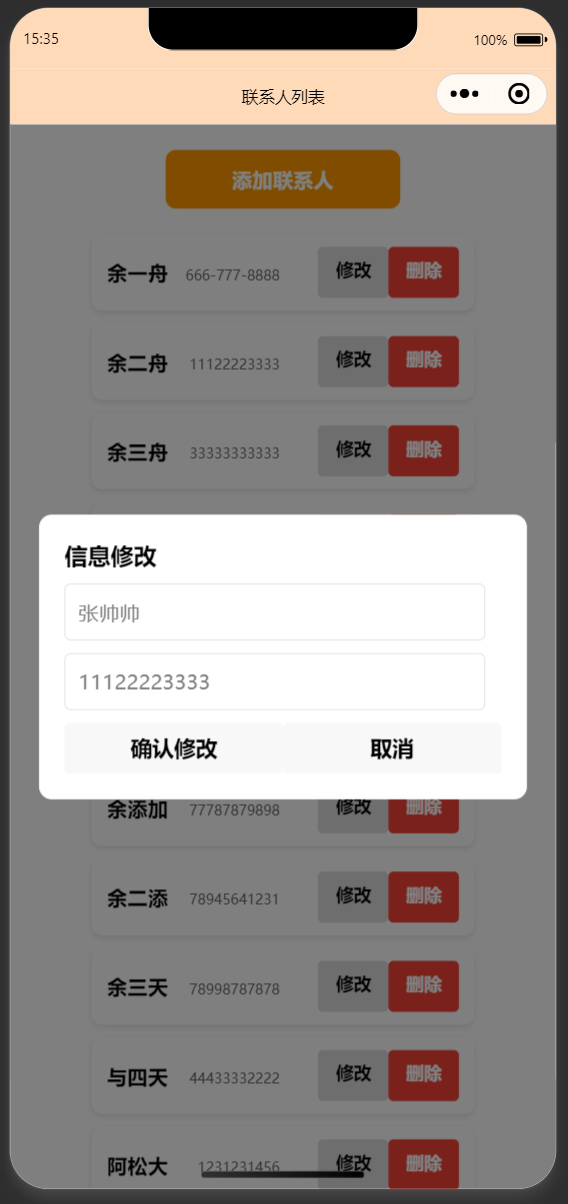 15:35 100%
联系人列表
添加联系人
余一舟 666-777-8888 修改 删除
余二舟 11122223333 修改 删除
余三舟 33333333333 修改 删除
信息修改
张帅帅
11122223333
确认修改 取消
余添加 77787879898 修改 删除
余二添 78945641231 修改 删除
余三天 78998787878 修改 删除
与四天 44433332222 修改 删除
阿松大 1231231456 修改 删除